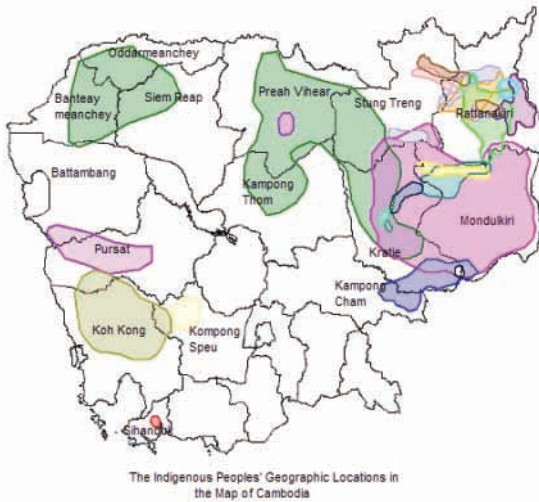 Oddarmeanchey
Banteay
meanchey
Siem Reap
Preah Vihear
Stung Treng
Rattanakiri
Battambang
Kampong
Thom
Mondulkiri
Pursat
Kratie
Kampong
Cham
Koh Kong
Kompong
Speu
The Indigenous Peoples' Geographic Locations in
the Map of Cambodia